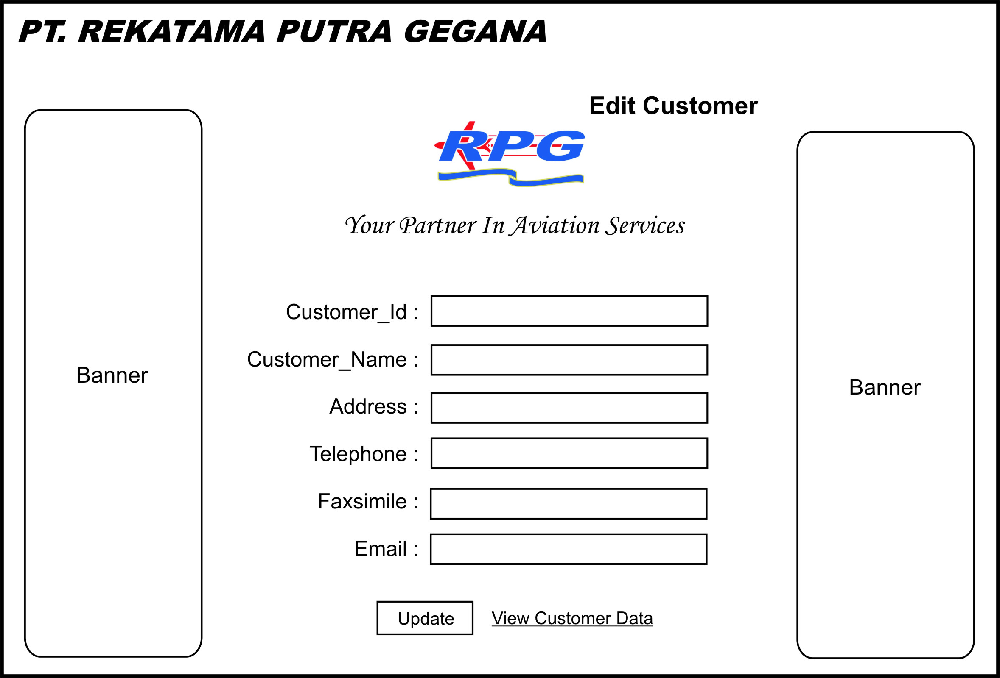 PT. REKATAMA PUTRA GEGANA
Edit Customer
RPG
Your Partner In Aviation Services
Customer_Id :
Customer_Name :
Address :
Telephone :
Faxsimile :
Email :
Banner
Banner
Update
View Customer Data